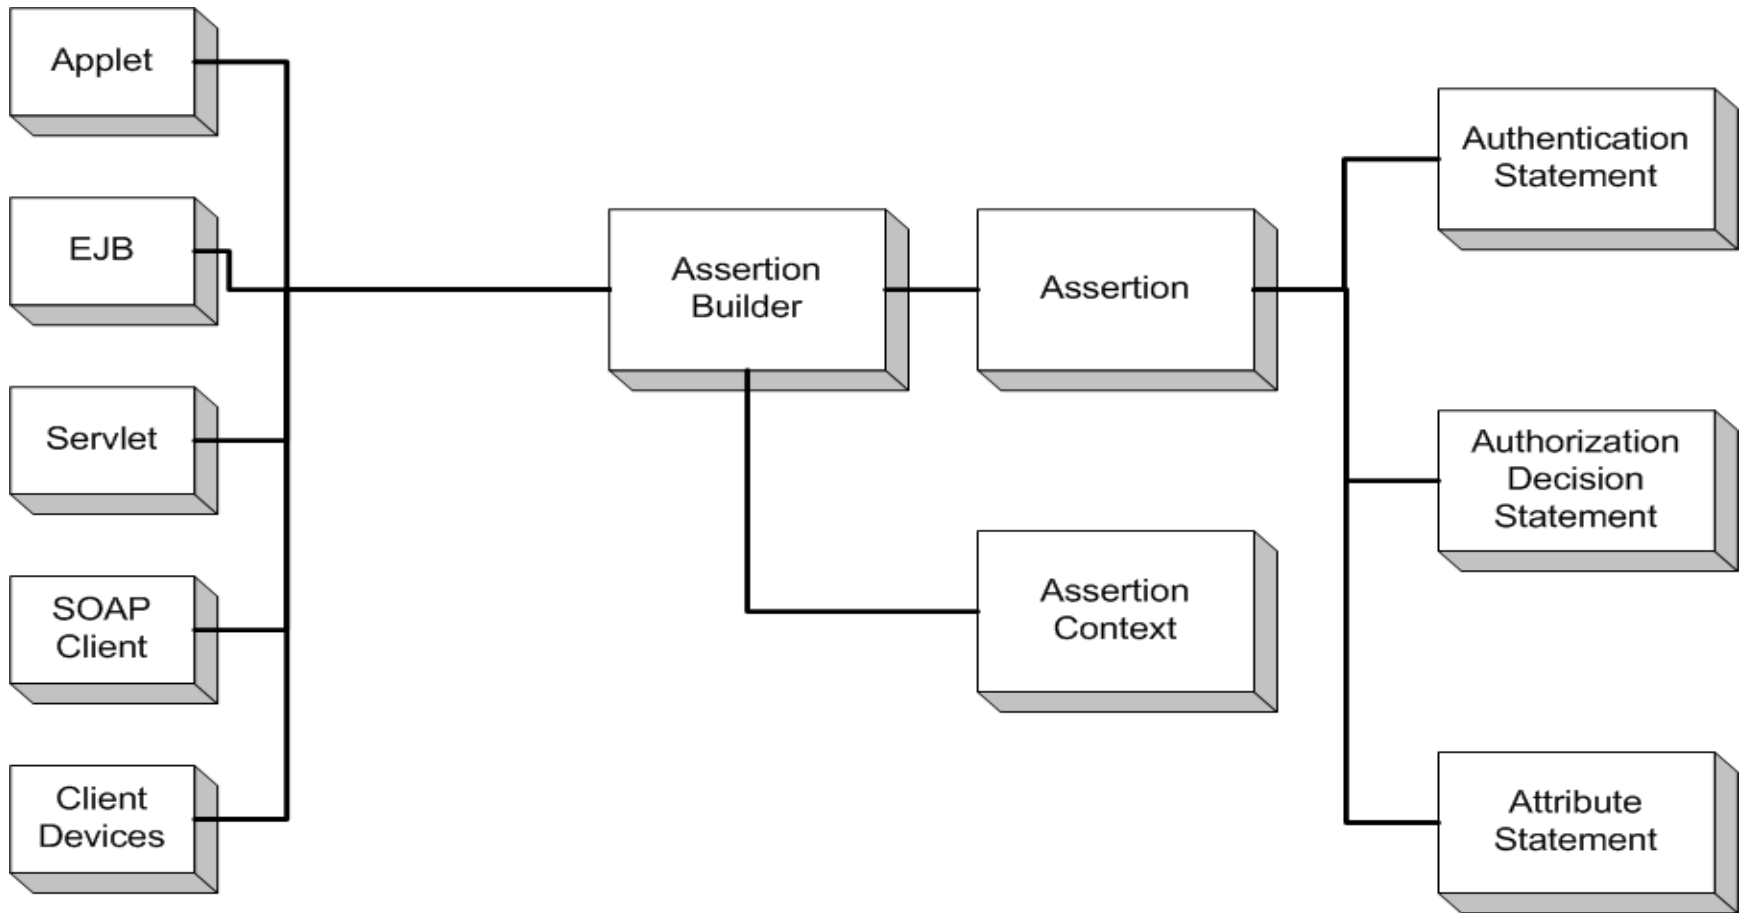 Applet
EJB
Servlet
SOAP
Client
Client
Devices
Assertion
Builder
Assertion
Assertion
Context
Authentication
Statement
Authorization
Decision
Statement
Attribute
Statement